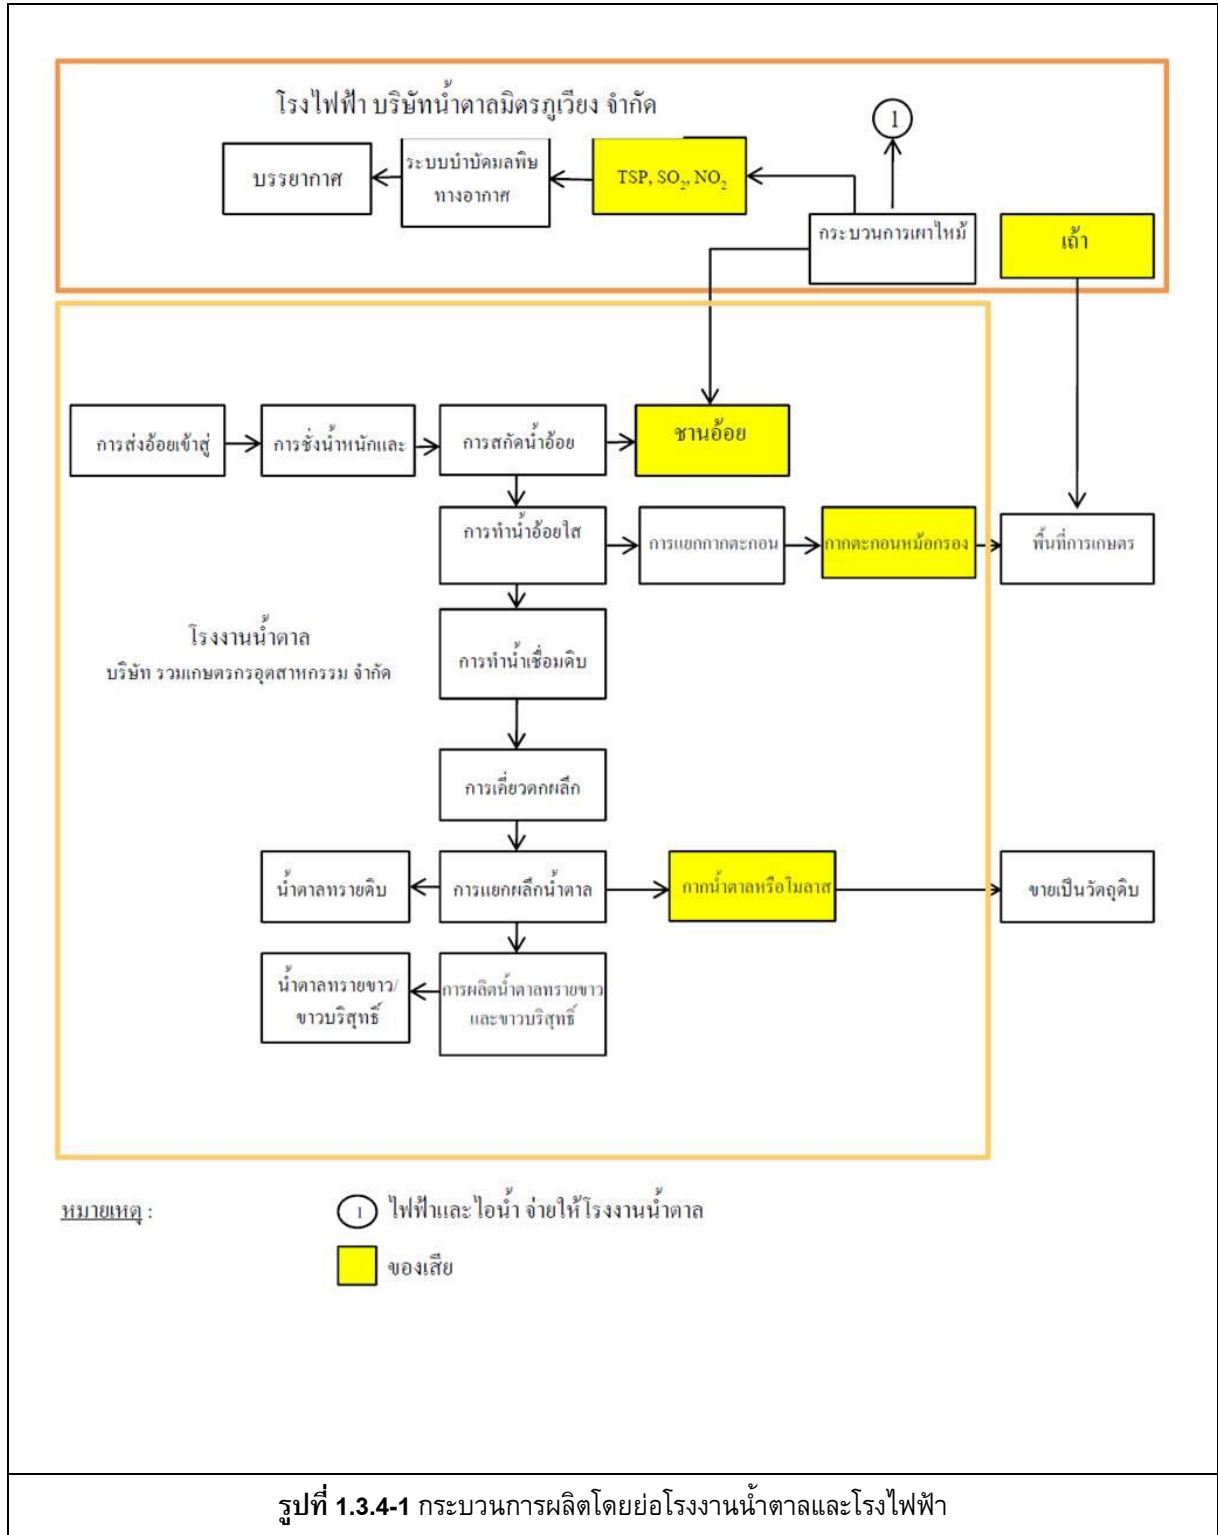 โรงไฟฟ้า บริษัทน้ำตาลมิตรภูเวียง จำกัด
1
บรรยากาศ
ระบบบำบัดมลพิษ
ทางอากาศ
TSP, SO₂, NO₂
กระบวนการเผาไหม้
เถ้า
การส่งอ้อยเข้าสู่
การชั่งน้ำหนักและ
การสกัดน้ำอ้อย
ชานอ้อย
การทำน้ำอ้อยใส
การแยกกากตะกอน
กากตะกอนหม้อกรอง
พื้นที่การเกษตร
โรงงานน้ำตาล
บริษัท รวมเกษตรกรอุตสาหกรรม จำกัด
การทำน้ำเชื่อมดิบ
การเคี่ยวตกผลึก
น้ำตาลทรายดิบ
การแยกผลึกน้ำตาล
กากน้ำตาลหรือโมลาส
ขายเป็นวัตถุดิบ
น้ำตาลทรายขาว/
ขาวบริสุทธิ์
การผลิตน้ำตาลทรายขาว
และขาวบริสุทธิ์
หมายเหตุ :
1 ไฟฟ้าและไอน้ำ จ่ายให้โรงงานน้ำตาล
ของเสีย
รูปที่ 1.3.4-1 กระบวนการผลิตโดยย่อโรงงานน้ำตาลและโรงไฟฟ้า